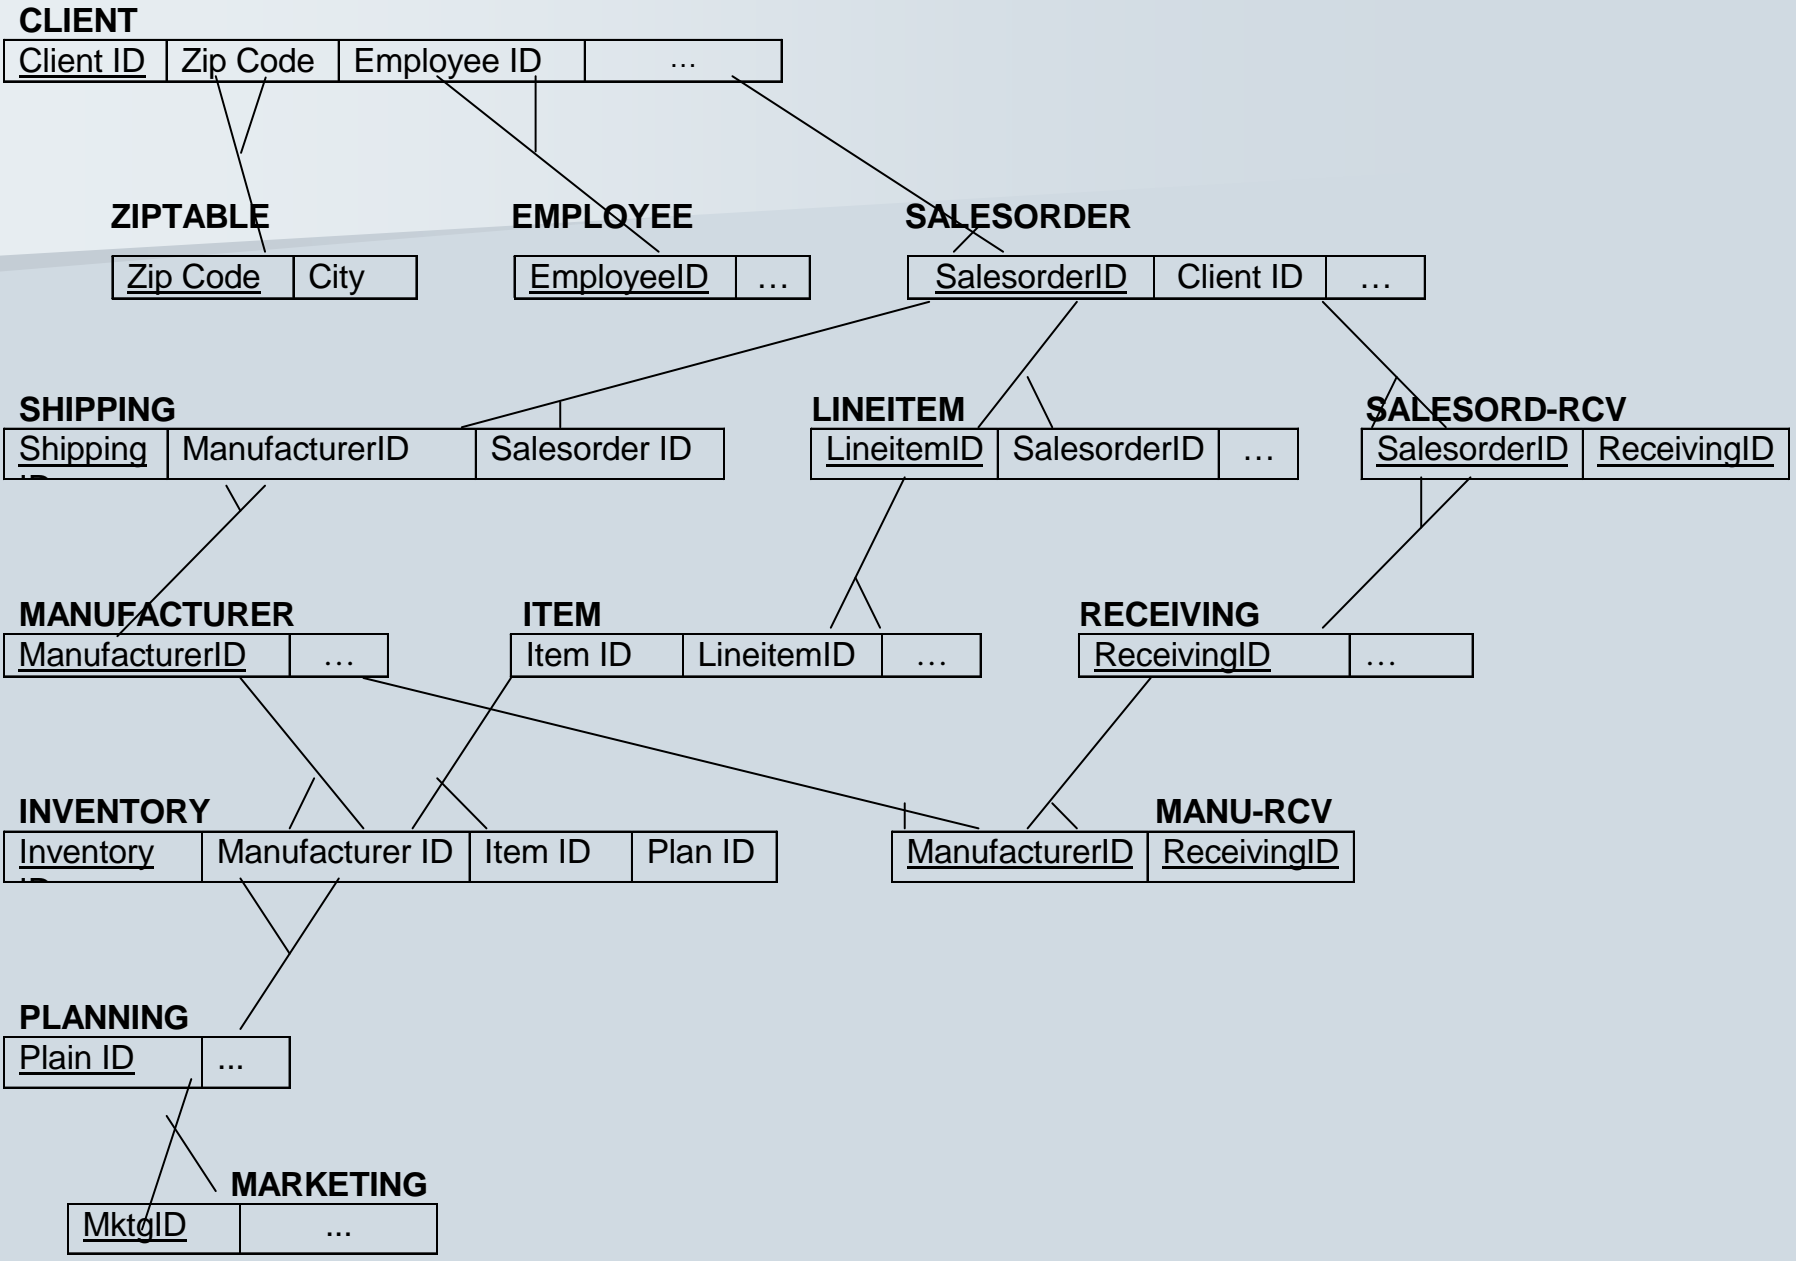 CLIENT
Client ID Zip Code Employee ID ...
ZIPTABLE EMPLOYEE SALESORDER
Zip Code City EmployeeID … SalesorderID Client ID …
SHIPPING LINEITEM SALESORD-RCV
Shipping ManufacturerID Salesorder ID LineitemID SalesorderID … SalesorderID ReceivingID
MANUFACTURER ITEM RECEIVING
ManufacturerID … Item ID LineitemID … ReceivingID …
INVENTORY MANU-RCV
Inventory Manufacturer ID Item ID Plan ID ManufacturerID ReceivingID
PLANNING
Plain ID ...
MARKETING
MktgID ...